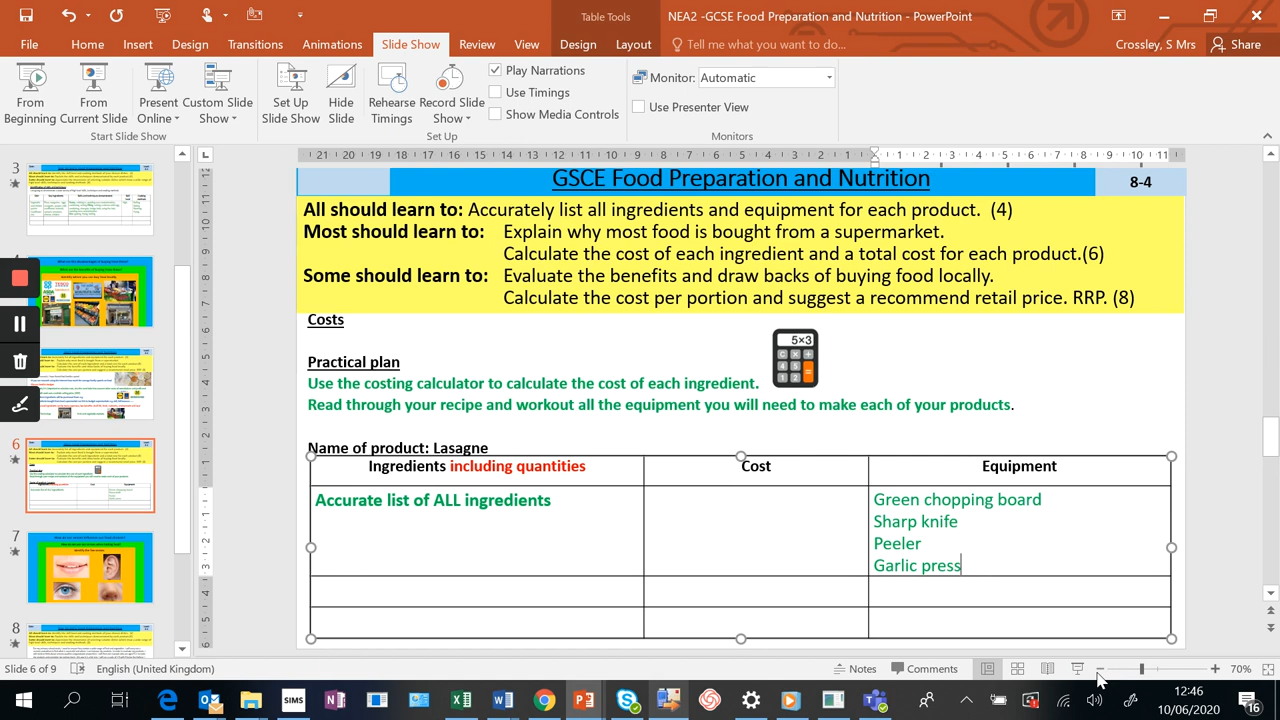 Table Tools
NEA2 -GCSE Food Preparation and Nutrition - PowerPoint
File Home Insert Design Transitions Animations Slide Show Review View Design Layout Tell me what you want to do... Crossley, S Mrs Share
From Beginning
From Current Slide
Present Online
Custom Slide Show
Set Up Slide Show
Hide Slide
Rehearse Timings
Record Slide Show
Play Narrations
Use Timings
Show Media Controls
Monitor: Automatic
Use Presenter View
Start Slide Show
Set Up
Monitors
GSCE Food Preparation and Nutrition
8-4
All should learn to: Accurately list all ingredients and equipment for each product. (4)
Most should learn to: Explain why most food is bought from a supermarket.
Calculate the cost of each ingredient and a total cost for each product.(6)
Some should learn to: Evaluate the benefits and draw backs of buying food locally.
Calculate the cost per portion and suggest a recommend retail price. RRP. (8)
Costs
5×3
Practical plan
Use the costing calculator to calculate the cost of each ingredient.
Read through your recipe and workout all the equipment you will need to make each of your products.
Name of product: Lasagne
Ingredients including quantities Cost Equipment
Accurate list of ALL ingredients
Green chopping board
Sharp knife
Peeler
Garlic press
3
6
7
8
Slide 6 of 9 English (United Kingdom) Notes Comments 70%
SIMS
12:46
10/06/2020
16